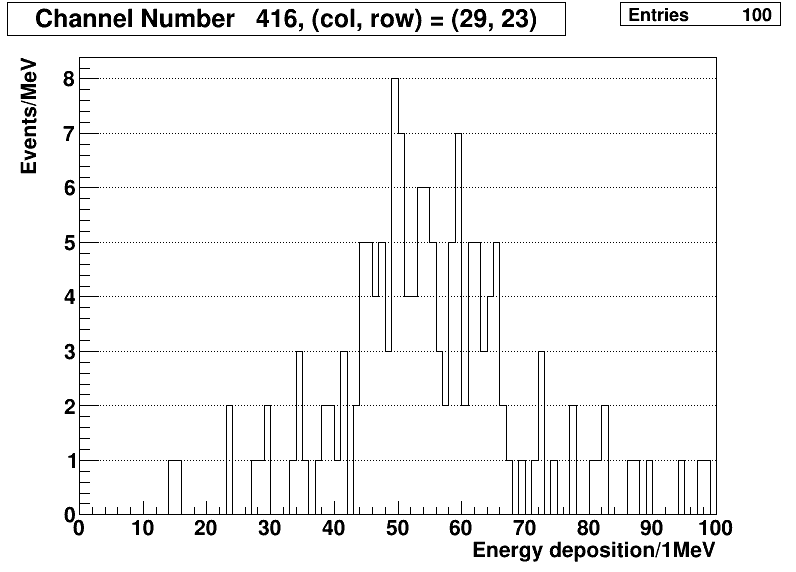 Channel Number 416, (col, row) = (29, 23)
Entries 100
Events/MeV
8
7
6
5
4
3
2
1
0
0 10 20 30 40 50 60 70 80 90 100
Energy deposition/1MeV